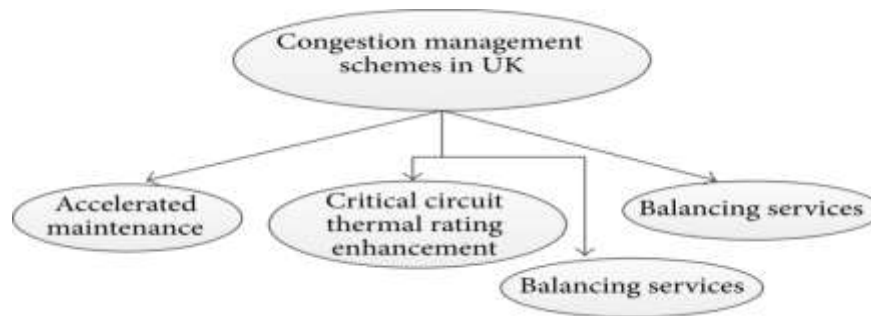 Congestion management
schemes in UK
Accelerated
maintenance
Critical circuit
thermal rating
enhancement
Balancing services
Balancing services